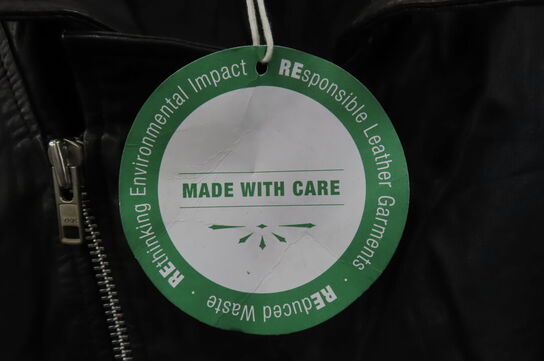 REsponsible Leather Garments · REduced Waste · REthinking Environmental Impact ·
MADE WITH CARE